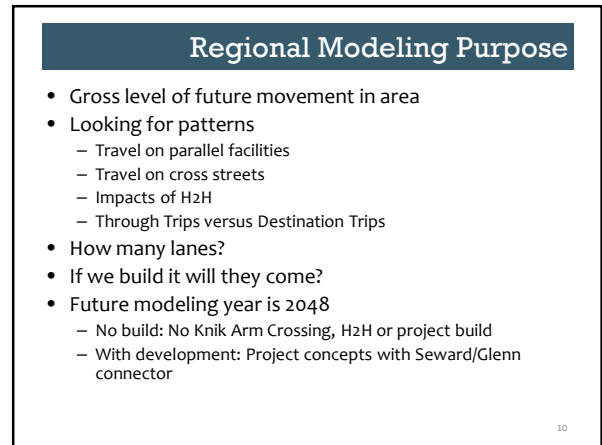 Regional Modeling Purpose
• Gross level of future movement in area
• Looking for patterns
– Travel on parallel facilities
– Travel on cross streets
– Impacts of H2H
– Through Trips versus Destination Trips
• How many lanes?
• If we build it will they come?
• Future modeling year is 2048
– No build: No Knik Arm Crossing, H2H or project build
– With development: Project concepts with Seward/Glenn
connector
10